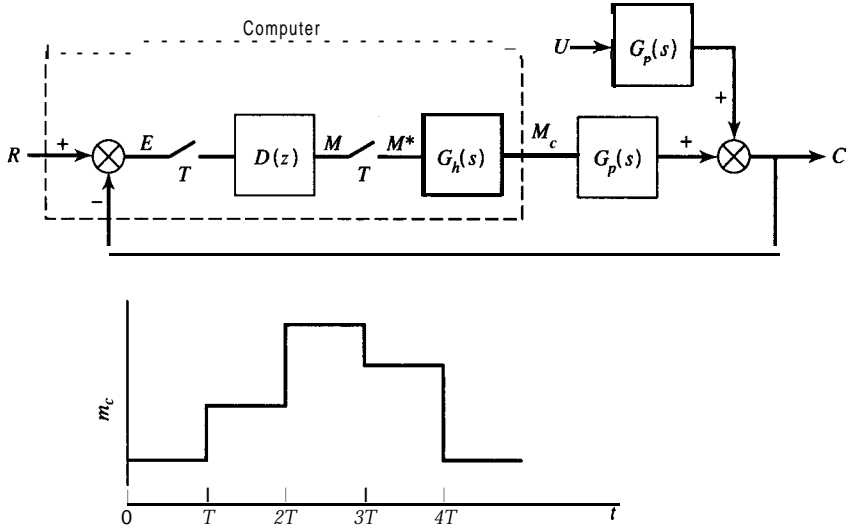 Computer
U
G_p(s)
+
R
+
E
T
D(z)
M
T
M*
G_h(s)
M_c
G_p(s)
+
C
−
m_c
0 T 2T 3T 4T t